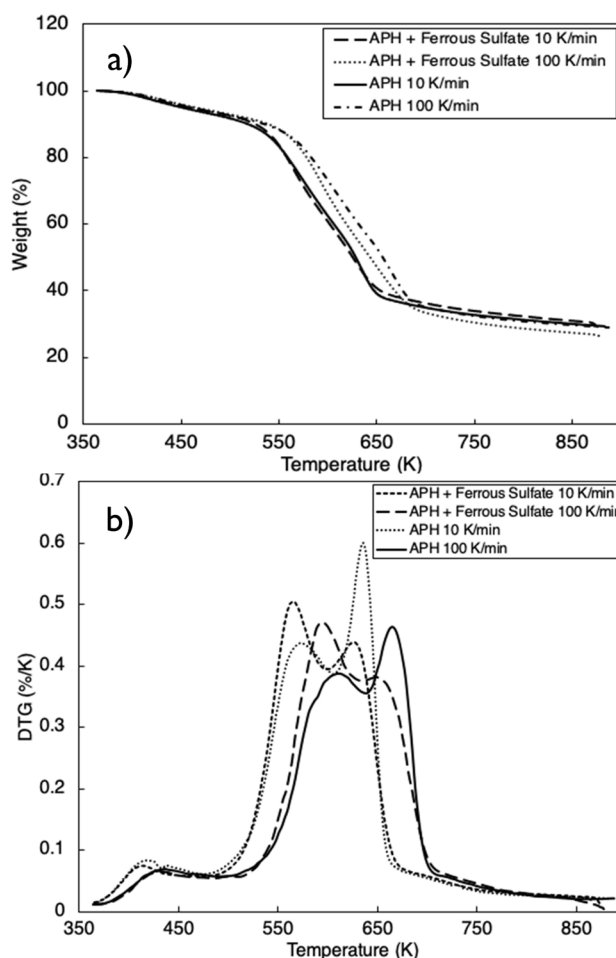 a)
120
100
80
60
40
20
0
Weight (%)
APH + Ferrous Sulfate 10 K/min
APH + Ferrous Sulfate 100 K/min
APH 10 K/min
APH 100 K/min
350 450 550 650 750 850
Temperature (K)
b)
0.7
0.6
0.5
0.4
0.3
0.2
0.1
0
DTG (%/K)
APH + Ferrous Sulfate 10 K/min
APH + Ferrous Sulfate 100 K/min
APH 10 K/min
APH 100 K/min
350 450 550 650 750 850
Temperature (K)